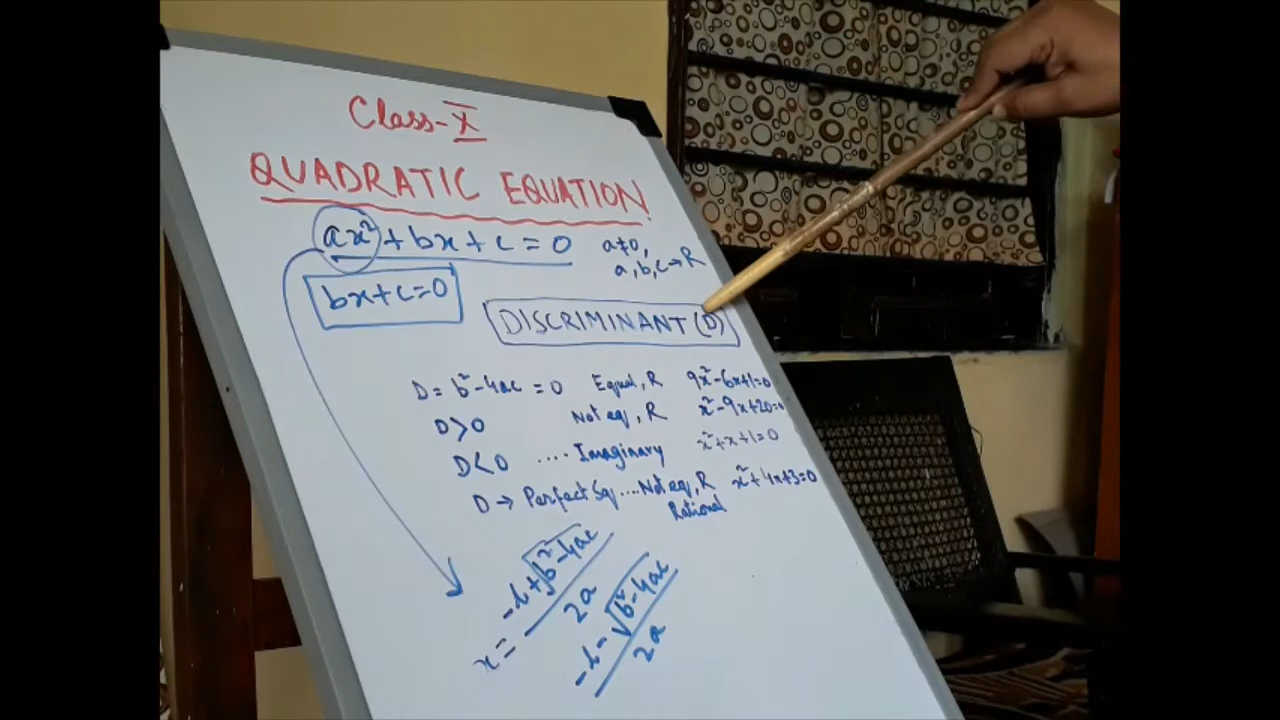 Class-X
QUADRATIC EQUATION
ax²+bx+c=0 a≠0,
a,b,c→R
bx+c=0
DISCRIMINANT (D)
D=b²-4ac=0 Equal, R 9x²-6x+1=0
D>0 Not eq, R x²-9x+20=0
D<0 .... Imaginary x²+x+1=0
D→Perfect Sq ....Not eq, R x²+4x+3=0
Rational
x= -b+√b²-4ac
2a
-b-√b²-4ac
2a